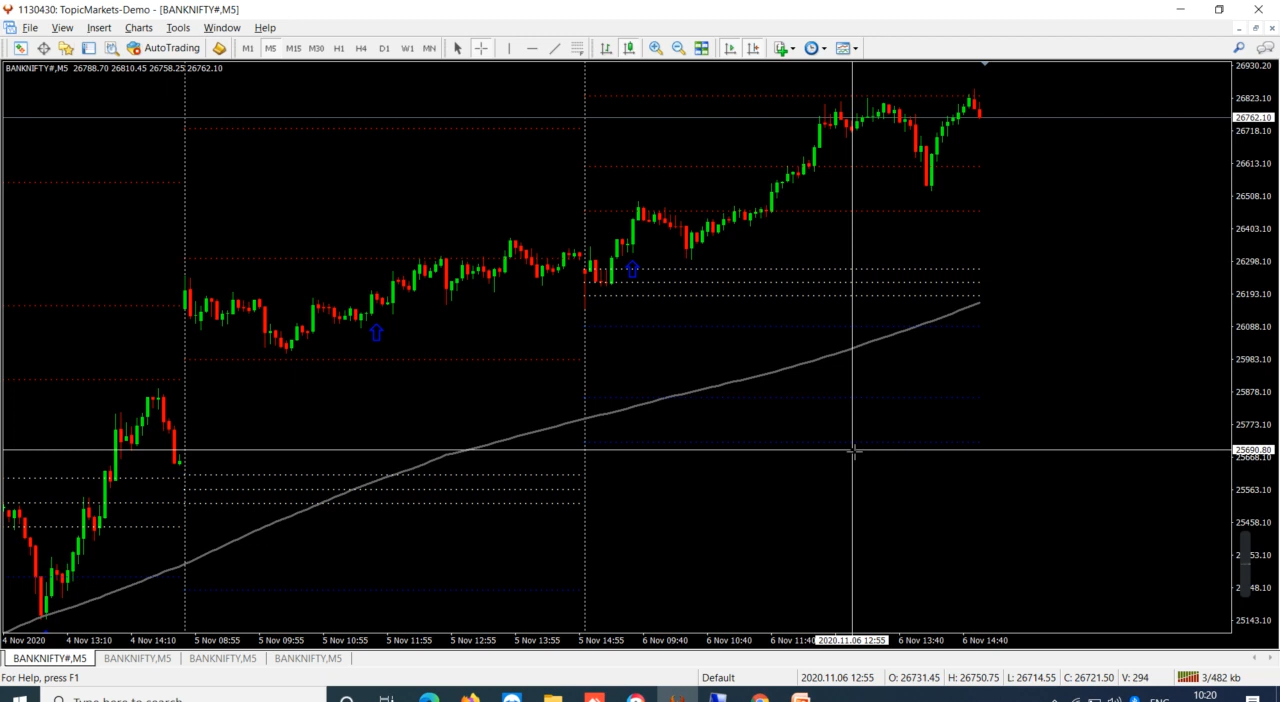 1130430: TopicMarkets-Demo - [BANKNIFTY#,M5]
File View Insert Charts Tools Window Help
AutoTrading M1 M5 M15 M30 H1 H4 D1 W1 MN
BANKNIFTY#,M5 26788.70 26810.45 26758.25 26762.10
26930.20
26823.10
26762.10
26718.10
26613.10
26508.10
26403.10
26298.10
26193.10
26088.10
25983.10
25878.10
25773.10
25690.80
25668.10
25563.10
25458.10
25143.10
4 Nov 2020 4 Nov 13:10 4 Nov 14:10 5 Nov 08:55 5 Nov 09:55 5 Nov 10:55 5 Nov 11:55 5 Nov 12:55 5 Nov 13:55 5 Nov 14:55 6 Nov 09:40 6 Nov 10:40 6 Nov 11:40 2020.11.06 12:55 6 Nov 13:40 6 Nov 14:40
BANKNIFTY#,M5 BANKNIFTY,M5 BANKNIFTY,M5 BANKNIFTY,M5
For Help, press F1 Default 2020.11.06 12:55 O: 26731.45 H: 26750.75 L: 26714.55 C: 26721.50 V: 294 3/482 kb
Type here to search ENG 10:20